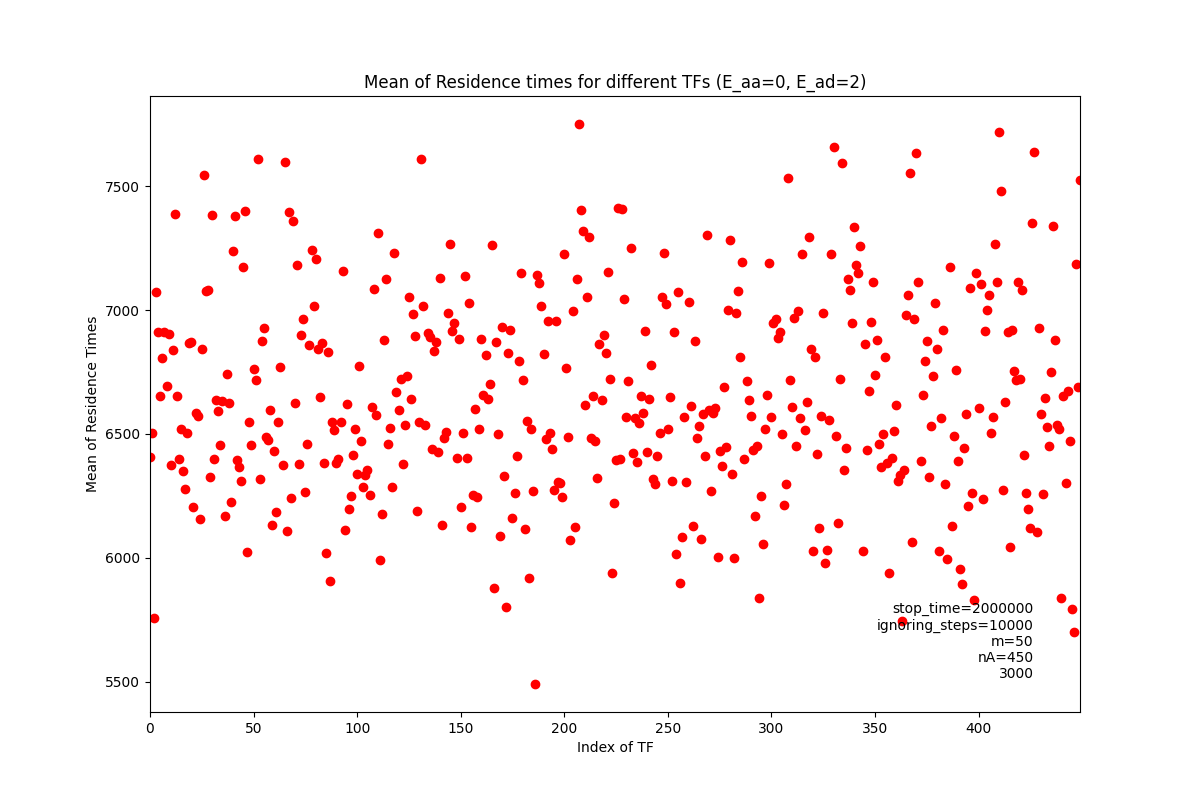 Mean of Residence times for different TFs (E_aa=0, E_ad=2)
Mean of Residence Times
7500
7000
6500
6000
5500
stop_time=2000000
ignoring_steps=10000
m=50
nA=450
3000
0 50 100 150 200 250 300 350 400
Index of TF